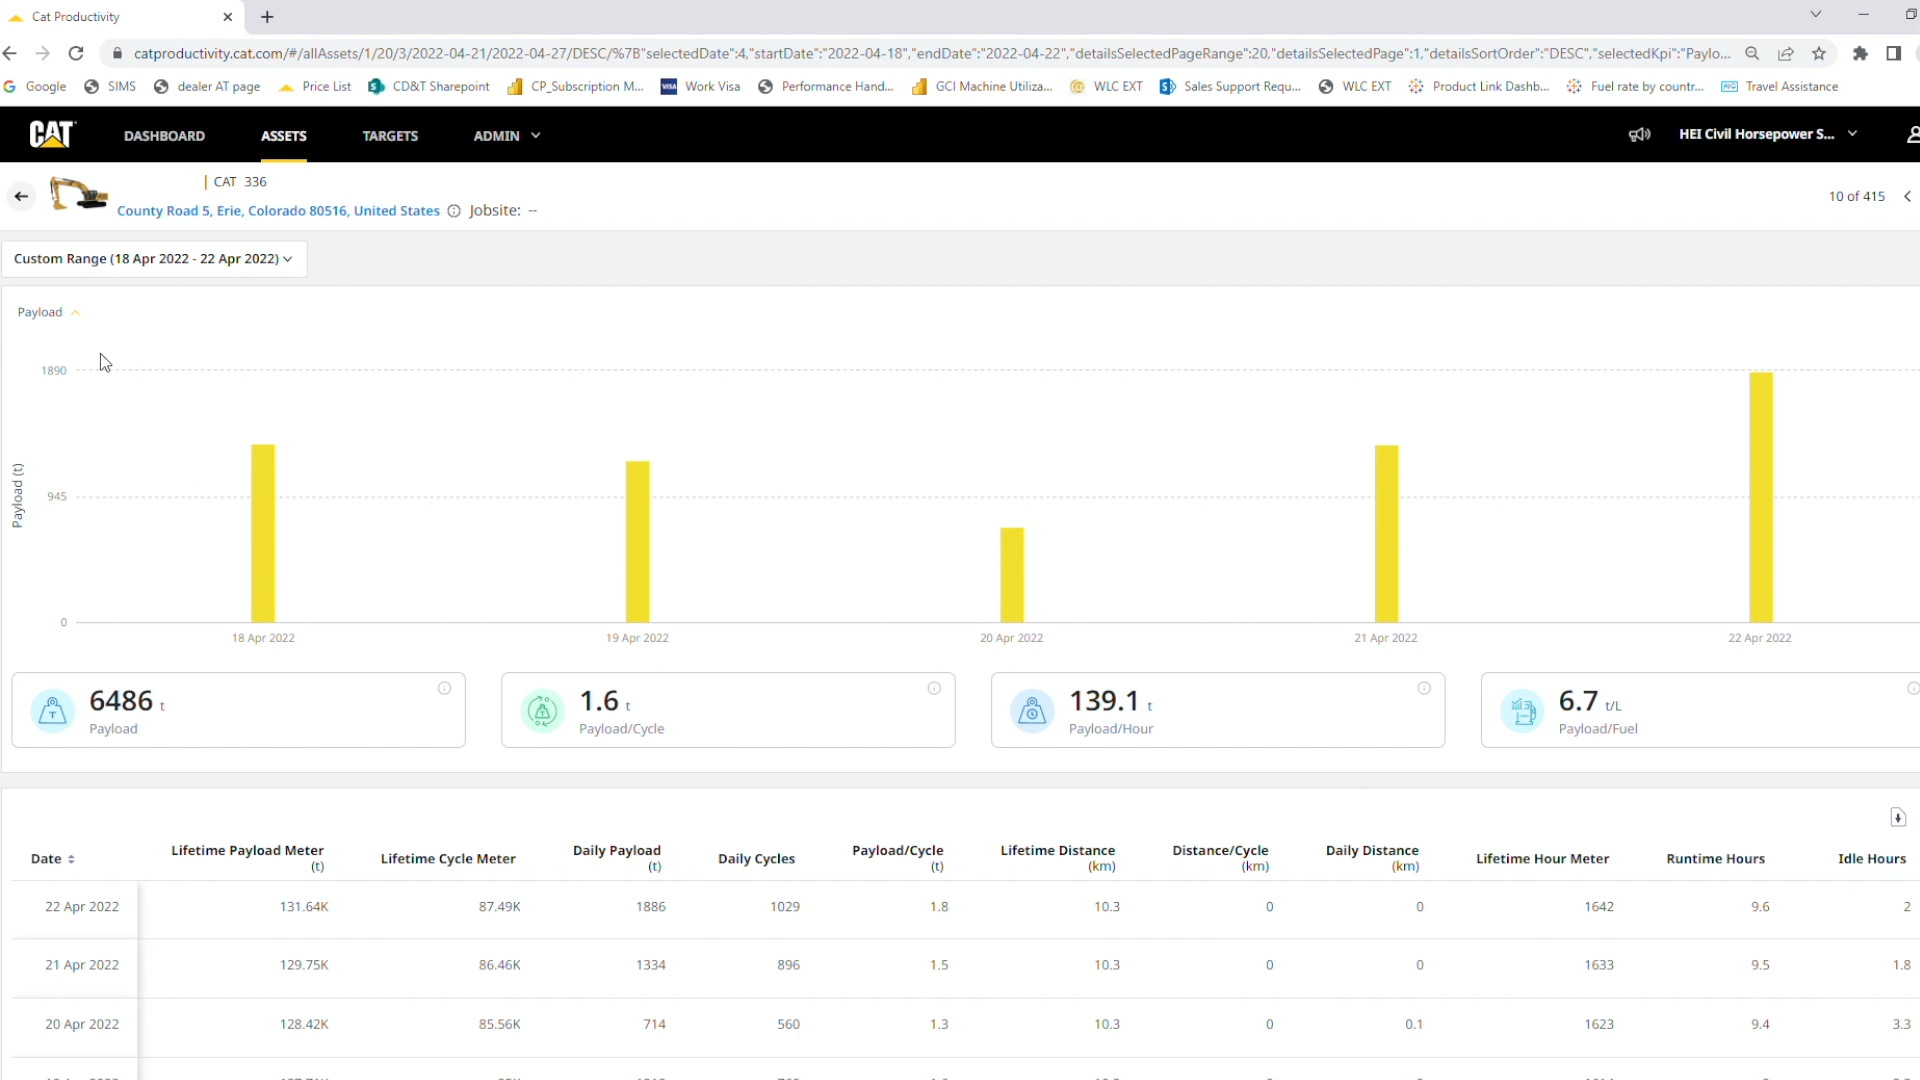 Cat Productivity
catproductivity.cat.com/#/allAssets/1/20/3/2022-04-21/2022-04-27/DESC/%7B"selectedDate":4,"startDate":"2022-04-18","endDate":"2022-04-22","detailsSelectedPageRange":20,"detailsSelectedPage":1,"detailsSortOrder":"DESC","selectedKpi":"Paylo...
Google SIMS dealer AT page Price List CD&T Sharepoint CP_Subscription M... Work Visa Performance Hand... GCI Machine Utiliza... WLC EXT Sales Support Requ... WLC EXT Product Link Dashb... Fuel rate by countr... Travel Assistance
CAT DASHBOARD ASSETS TARGETS ADMIN HEI Civil Horsepower S...
| CAT 336
County Road 5, Erie, Colorado 80516, United States Jobsite: --
10 of 415
Custom Range (18 Apr 2022 - 22 Apr 2022)
Payload
1890
945
0
Payload (t)
18 Apr 2022 19 Apr 2022 20 Apr 2022 21 Apr 2022 22 Apr 2022
6486 t
Payload
1.6 t
Payload/Cycle
139.1 t
Payload/Hour
6.7 t/L
Payload/Fuel
Date Lifetime Payload Meter (t) Lifetime Cycle Meter Daily Payload (t) Daily Cycles Payload/Cycle (t) Lifetime Distance (km) Distance/Cycle (km) Daily Distance (km) Lifetime Hour Meter Runtime Hours Idle Hours
22 Apr 2022 131.64K 87.49K 1886 1029 1.8 10.3 0 0 1642 9.6 2
21 Apr 2022 129.75K 86.46K 1334 896 1.5 10.3 0 0 1633 9.5 1.8
20 Apr 2022 128.42K 85.56K 714 560 1.3 10.3 0 0.1 1623 9.4 3.3